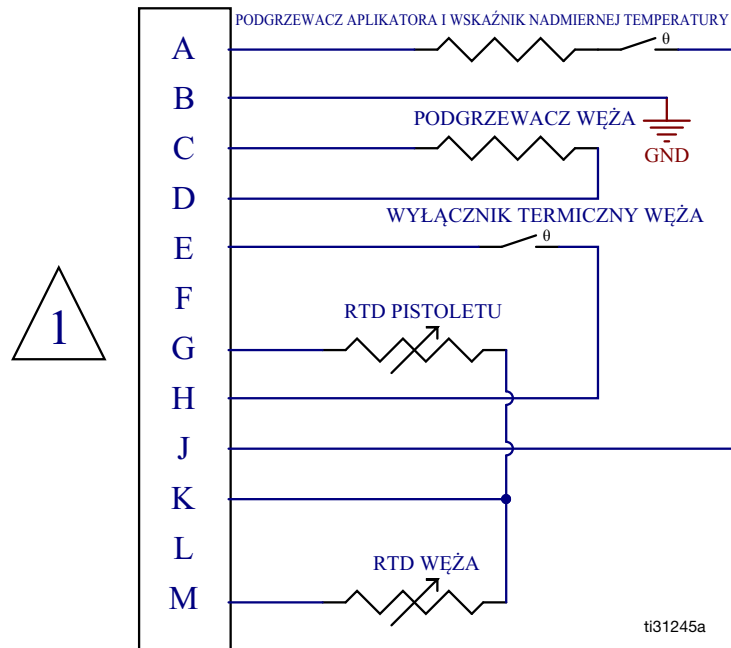 PODGRZEWACZ APLIKATORA I WSKAŹNIK NADMIERNEJ TEMPERATURY
A
θ
B
PODGRZEWACZ WĘŻA
C
GND
D
WYŁĄCZNIK TERMICZNY WĘŻA
E
θ
F
RTD PISTOLETU
1
G
H
J
K
L
RTD WĘŻA
M
ti31245a